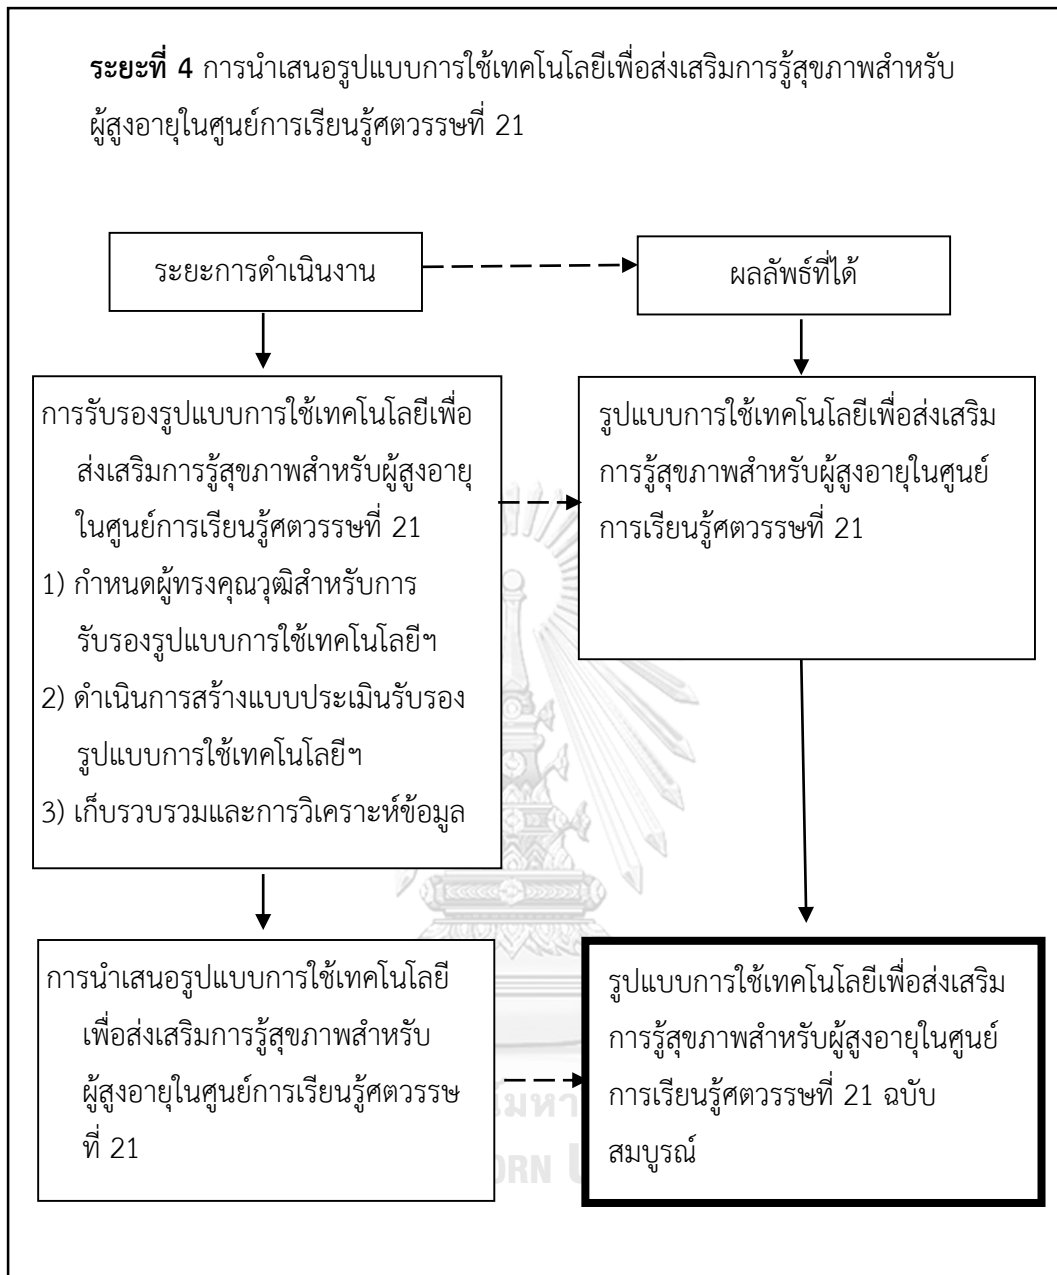 ระยะที่ 4 การนำเสนอรูปแบบการใช้เทคโนโลยีเพื่อส่งเสริมการรู้สุขภาพสำหรับ
ผู้สูงอายุในศูนย์การเรียนรู้ศตวรรษที่ 21
ระยะการดำเนินงาน
ผลลัพธ์ที่ได้
การรับรองรูปแบบการใช้เทคโนโลยีเพื่อ
ส่งเสริมการรู้สุขภาพสำหรับผู้สูงอายุ
ในศูนย์การเรียนรู้ศตวรรษที่ 21
1) กำหนดผู้ทรงคุณวุฒิสำหรับการ
รับรองรูปแบบการใช้เทคโนโลยีฯ
2) ดำเนินการสร้างแบบประเมินรับรอง
รูปแบบการใช้เทคโนโลยีฯ
3) เก็บรวบรวมและการวิเคราะห์ข้อมูล
รูปแบบการใช้เทคโนโลยีเพื่อส่งเสริม
การรู้สุขภาพสำหรับผู้สูงอายุในศูนย์
การเรียนรู้ศตวรรษที่ 21
การนำเสนอรูปแบบการใช้เทคโนโลยี
เพื่อส่งเสริมการรู้สุขภาพสำหรับ
ผู้สูงอายุในศูนย์การเรียนรู้ศตวรรษ
ที่ 21
รูปแบบการใช้เทคโนโลยีเพื่อส่งเสริม
การรู้สุขภาพสำหรับผู้สูงอายุในศูนย์
การเรียนรู้ศตวรรษที่ 21 ฉบับ
สมบูรณ์